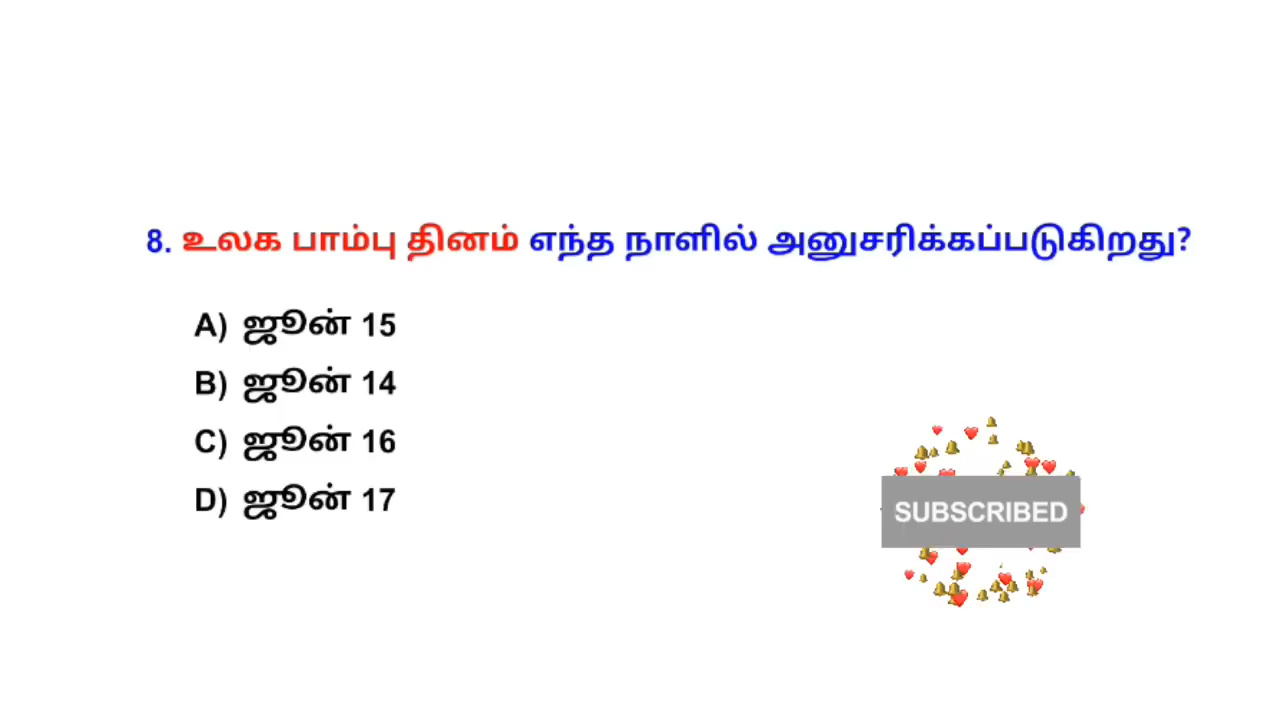 8. உலக பாம்பு தினம் எந்த நாளில் அனுசரிக்கப்படுகிறது?
A) ஜூன் 15
B) ஜூன் 14
C) ஜூன் 16
D) ஜூன் 17
SUBSCRIBED